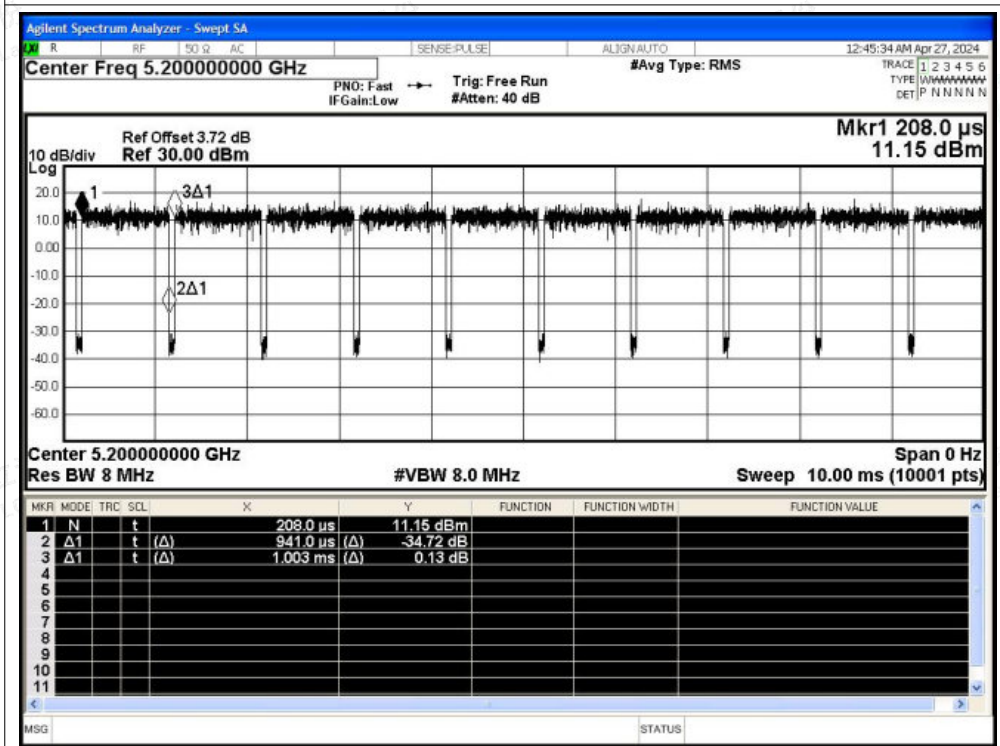 Agilent Spectrum Analyzer - Swept SA
LXI R RF 50 Ω AC SENSE:PULSE ALIGN AUTO 12:45:34 AM Apr 27, 2024
Center Freq 5.200000000 GHz #Avg Type: RMS TRACE 1 2 3 4 5 6
PNO: Fast Trig: Free Run TYPE WWWWWW
IFGain:Low #Atten: 40 dB DET P N N N N N
Mkr1 208.0 µs
Ref Offset 3.72 dB
10 dB/div Ref 30.00 dBm 11.15 dBm
Log
20.0 1 3Δ1
10.0
0.00
-10.0
2Δ1
-20.0
-30.0
-40.0
-50.0
-60.0
Center 5.200000000 GHz Span 0 Hz
Res BW 8 MHz #VBW 8.0 MHz Sweep 10.00 ms (10001 pts)
MKR MODE TRC SCL X Y FUNCTION FUNCTION WIDTH FUNCTION VALUE
1 N t 208.0 µs 11.15 dBm
2 Δ1 t (Δ) 941.0 µs (Δ) -34.72 dB
3 Δ1 t (Δ) 1.003 ms (Δ) 0.13 dB
4
5
6
7
8
9
10
11
MSG STATUS